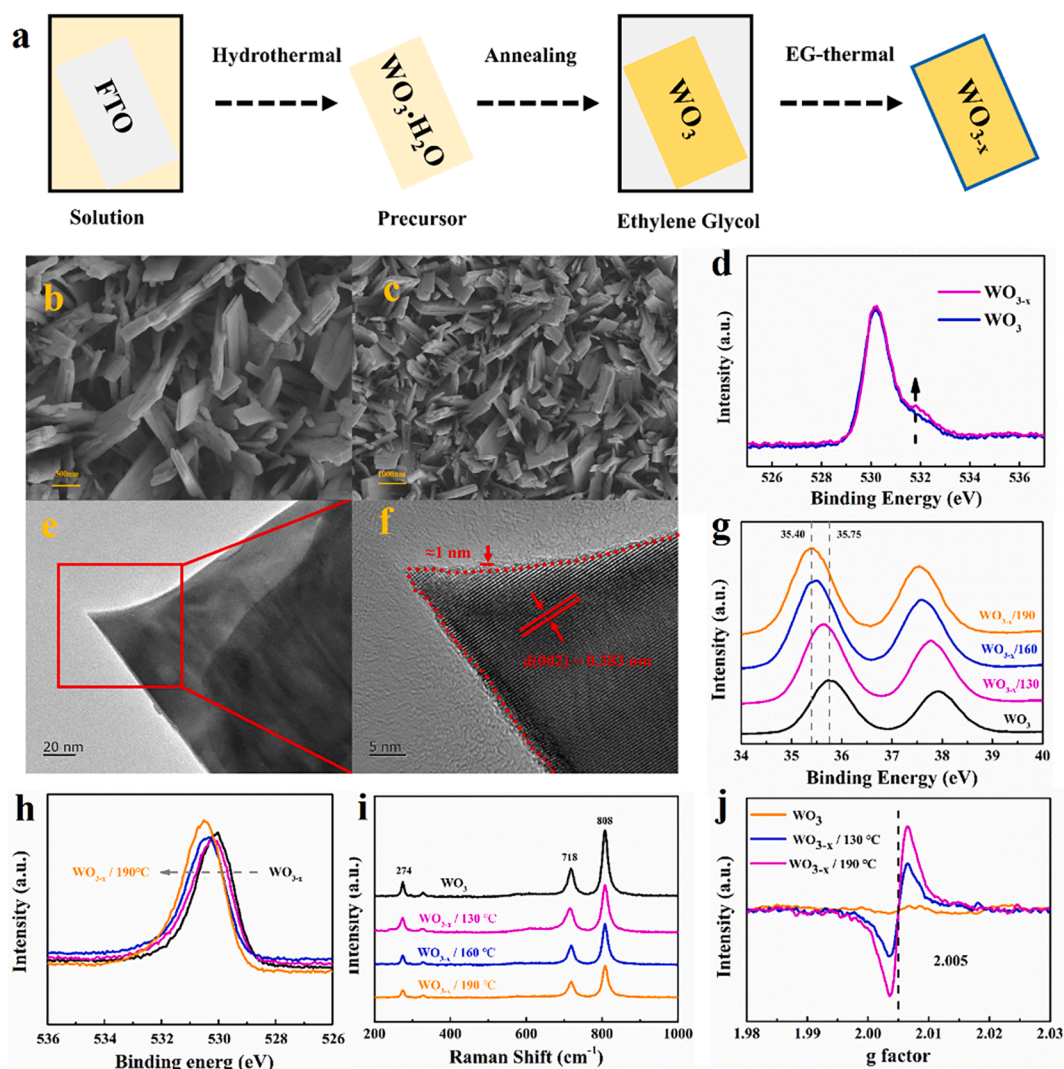 a
Hydrothermal
Annealing
EG-thermal
FTO
WO₃·H₂O
WO₃
WO₃₋ₓ
Solution
Precursor
Ethylene Glycol
b
500nm
c
1000nm
d
WO₃₋ₓ
WO₃
Intensity (a.u.)
526 528 530 532 534 536
Binding Energy (eV)
e
20 nm
f
≈1 nm
d(002) = 0.383 nm
5 nm
g
35.40
35.75
WO₃₋ₓ/190
WO₃₋ₓ/160
WO₃₋ₓ/130
WO₃
Intensity (a.u.)
34 35 36 37 38 39 40
Binding Energy (eV)
h
WO₃₋ₓ / 190℃
WO₃₋ₓ
Intensity (a.u.)
536 534 532 530 528 526
Binding energ (eV)
i
274
718
808
WO₃
WO₃₋ₓ / 130 ℃
WO₃₋ₓ / 160 ℃
WO₃₋ₓ / 190 ℃
Intensity (a.u.)
200 400 600 800 1000
Raman Shift (cm⁻¹)
j
WO₃
WO₃₋ₓ / 130 ℃
WO₃₋ₓ / 190 ℃
2.005
Intensity (a.u.)
1.98 1.99 2.00 2.01 2.02 2.03
g factor